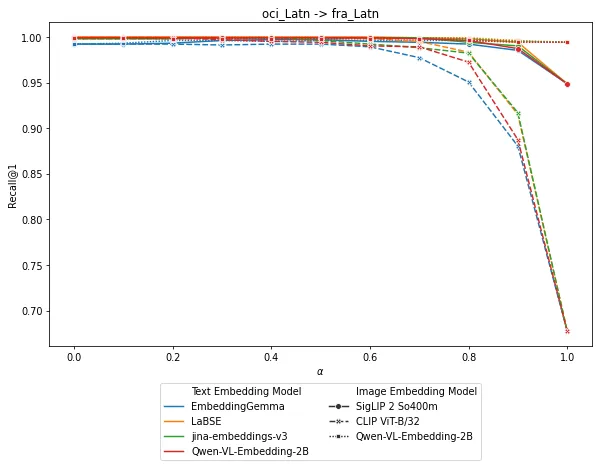 oci_Latn -> fra_Latn
Recall@1
1.00
0.95
0.90
0.85
0.80
0.75
0.70
0.0 0.2 0.4 0.6 0.8 1.0
α
Text Embedding Model
EmbeddingGemma
LaBSE
jina-embeddings-v3
Qwen-VL-Embedding-2B
Image Embedding Model
SigLIP 2 So400m
CLIP ViT-B/32
Qwen-VL-Embedding-2B